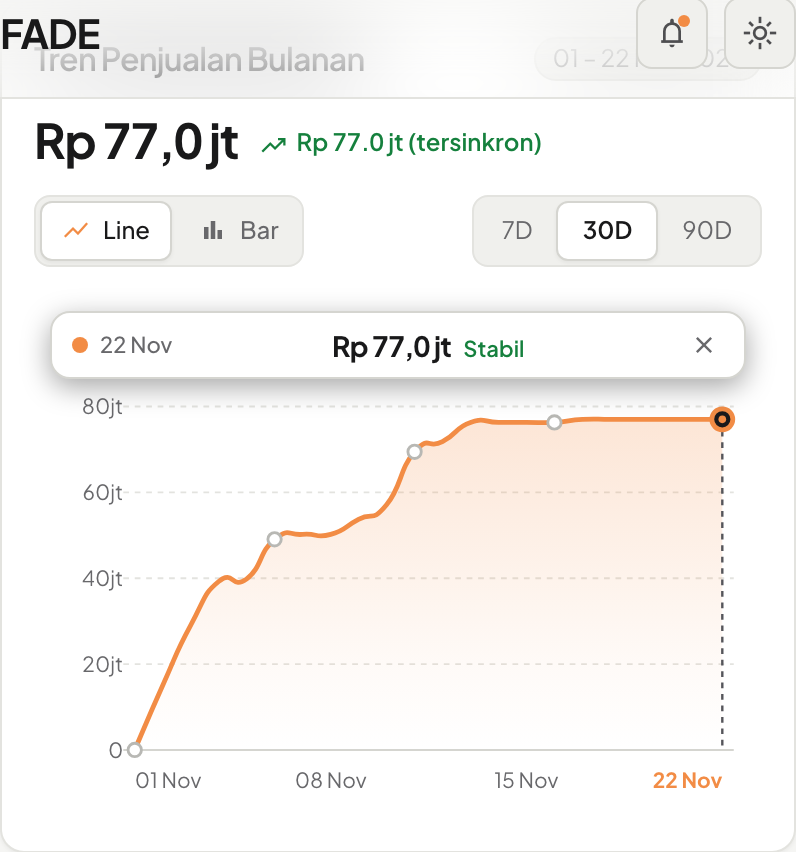 FADE
Tren Penjualan Bulanan
01 – 22
Rp 77,0 jt
Rp 77.0 jt (tersinkron)
Line
Bar
7D
30D
90D
22 Nov
Rp 77,0 jt Stabil
80jt
60jt
40jt
20jt
0
01 Nov
08 Nov
15 Nov
22 Nov